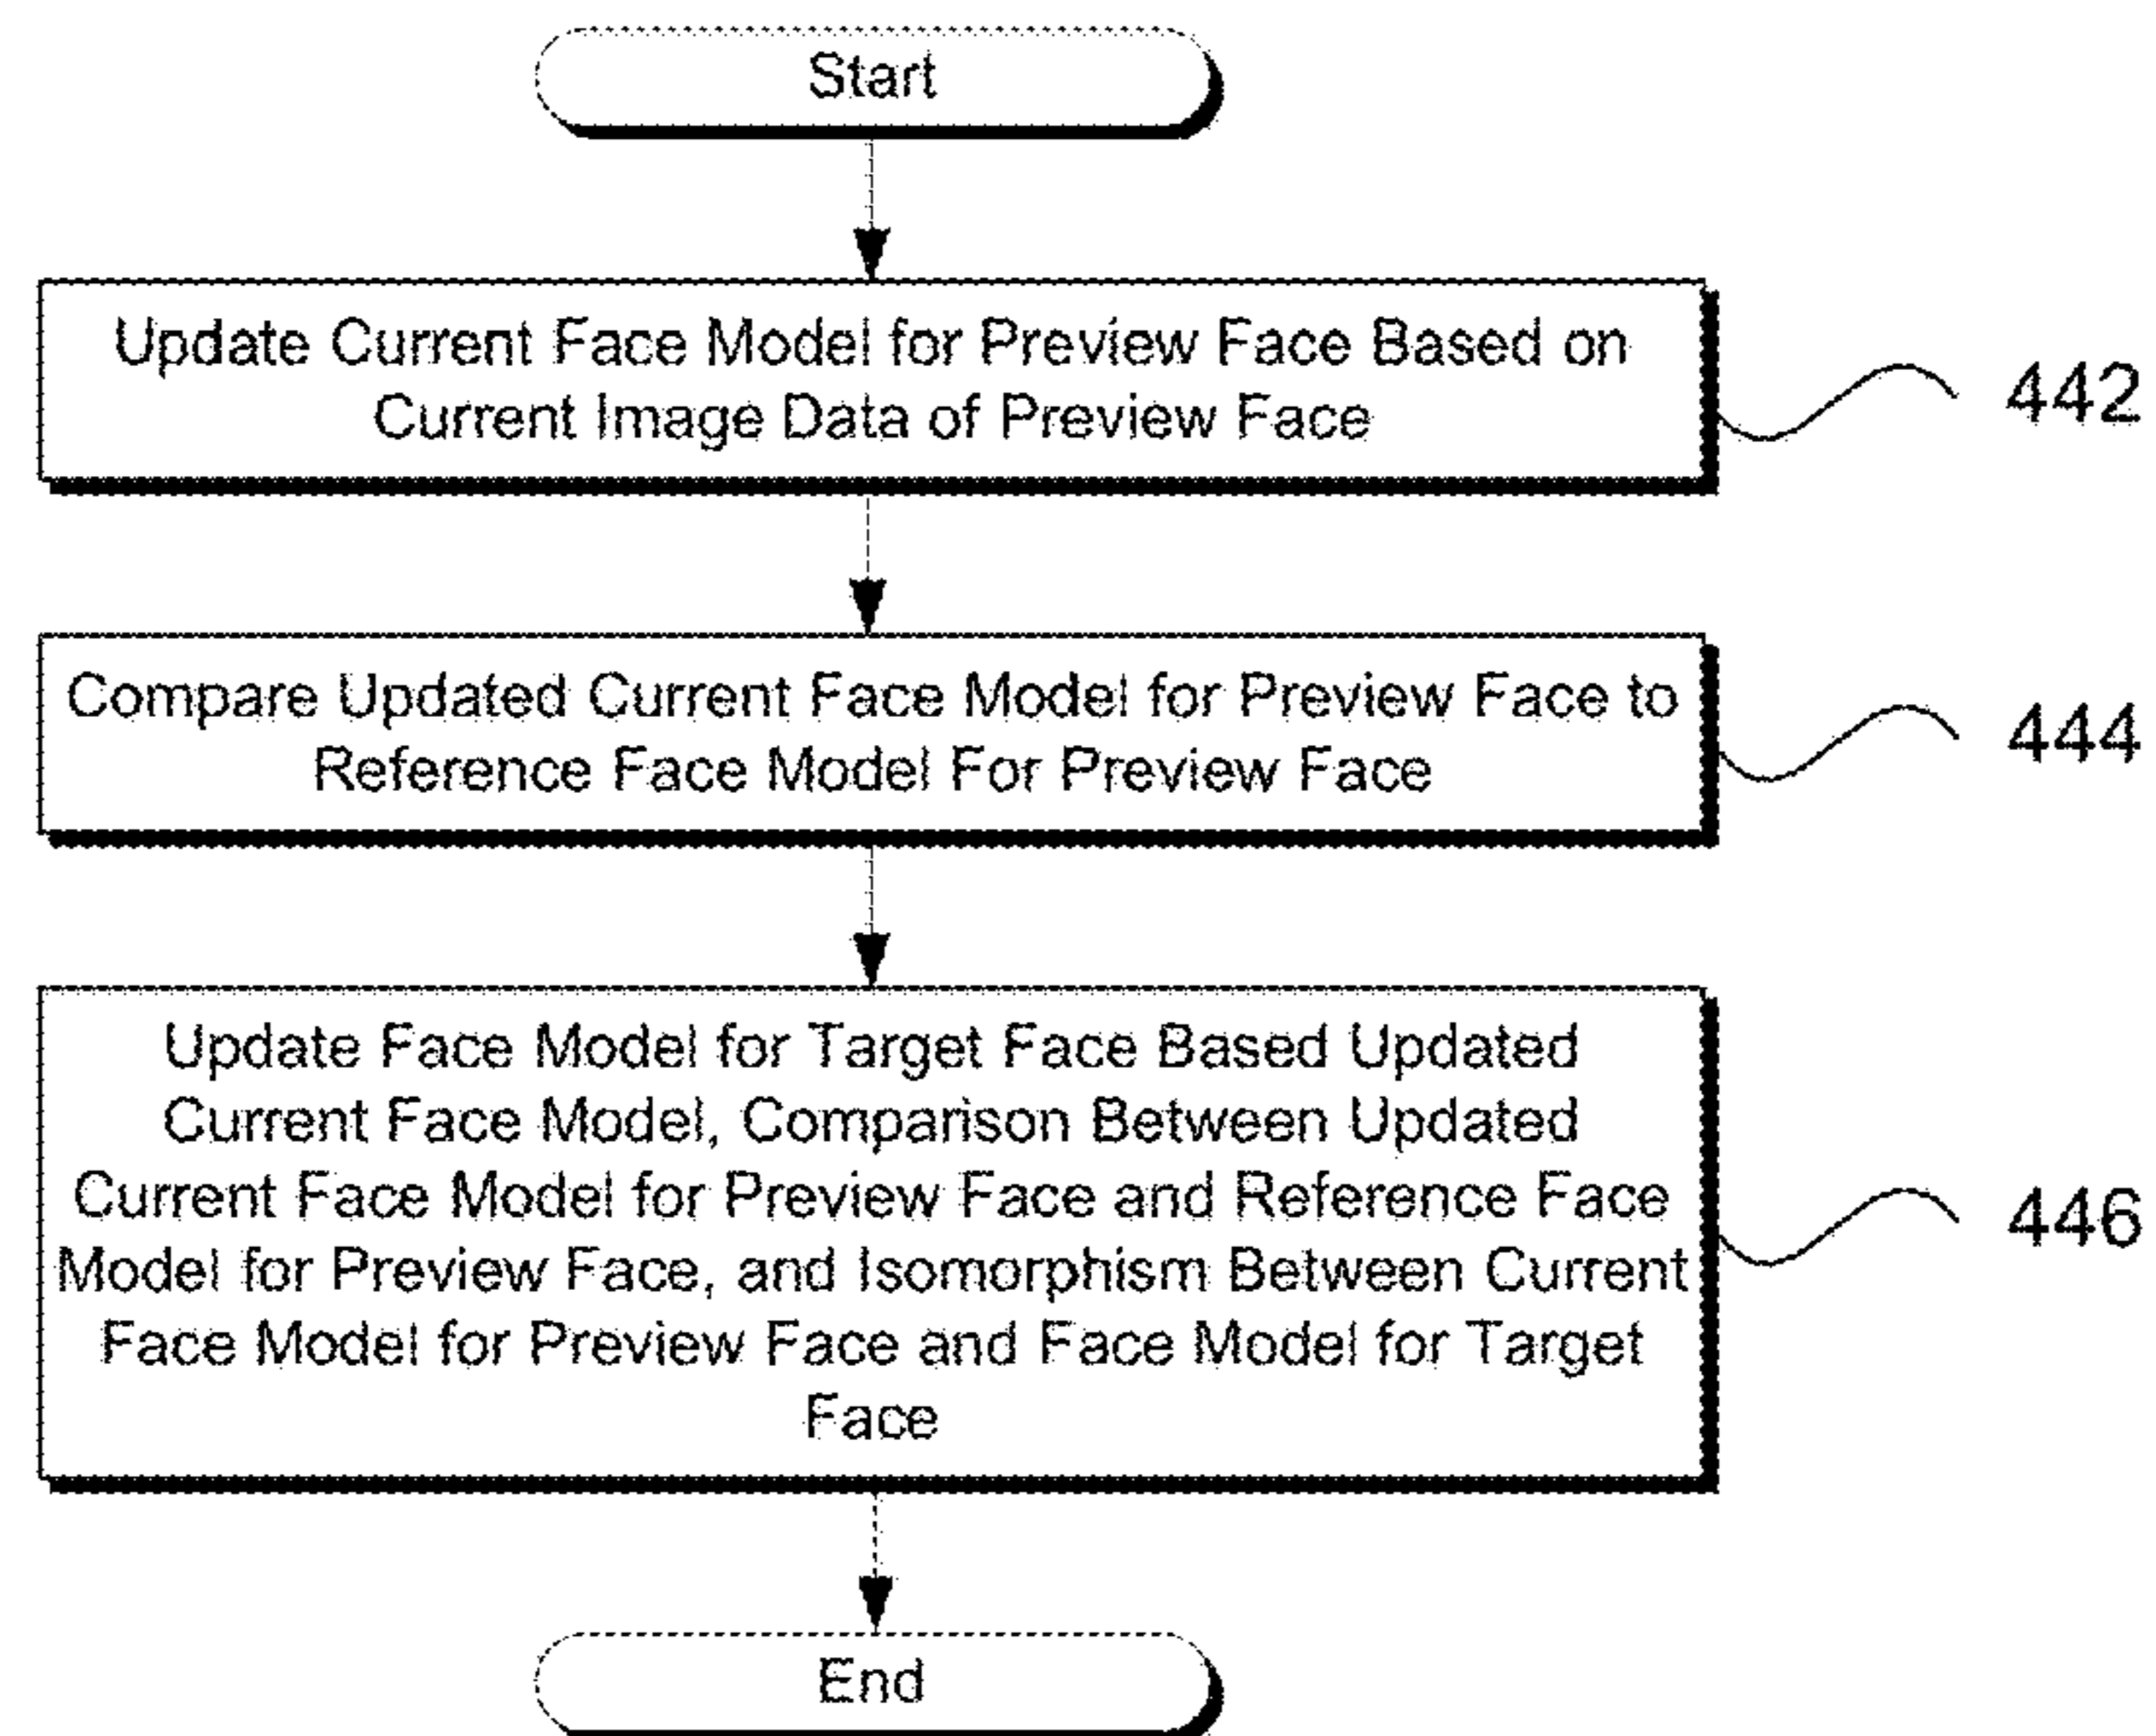 Start
Update Current Face Model for Preview Face Based on
Current Image Data of Preview Face
442
Compare Updated Current Face Model for Preview Face to
Reference Face Model For Preview Face
444
Update Face Model for Target Face Based Updated
Current Face Model, Comparison Between Updated
Current Face Model for Preview Face and Reference Face
Model for Preview Face, and Isomorphism Between Current
Face Model for Preview Face and Face Model for Target
Face
446
End